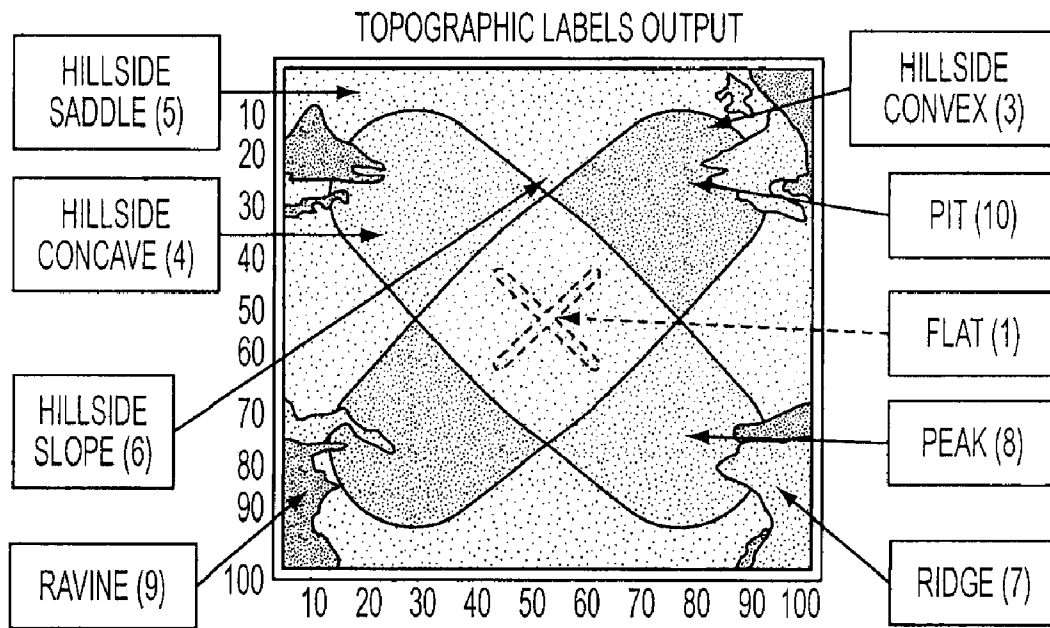 TOPOGRAPHIC LABELS OUTPUT
HILLSIDE
SADDLE (5)
HILLSIDE
CONCAVE (4)
HILLSIDE
SLOPE (6)
RAVINE (9)
HILLSIDE
CONVEX (3)
PIT (10)
FLAT (1)
PEAK (8)
RIDGE (7)
10
20
30
40
50
60
70
80
90
100
10 20 30 40 50 60 70 80 90 100